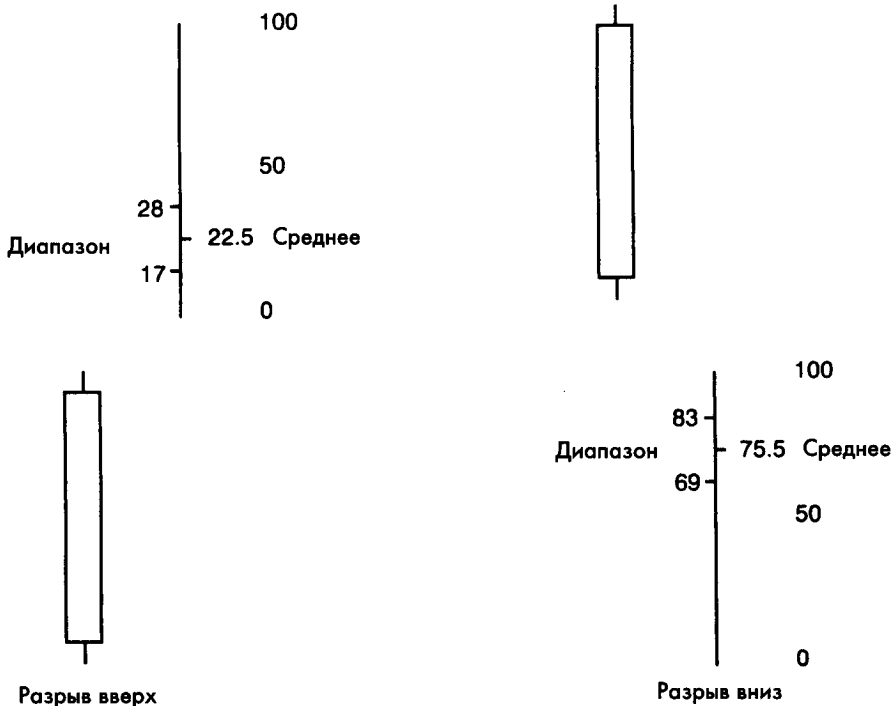 100
50
28
Диапазон
22.5 Среднее
17
0
100
83
Диапазон
75.5 Среднее
69
50
0
Разрыв вверх
Разрыв вниз